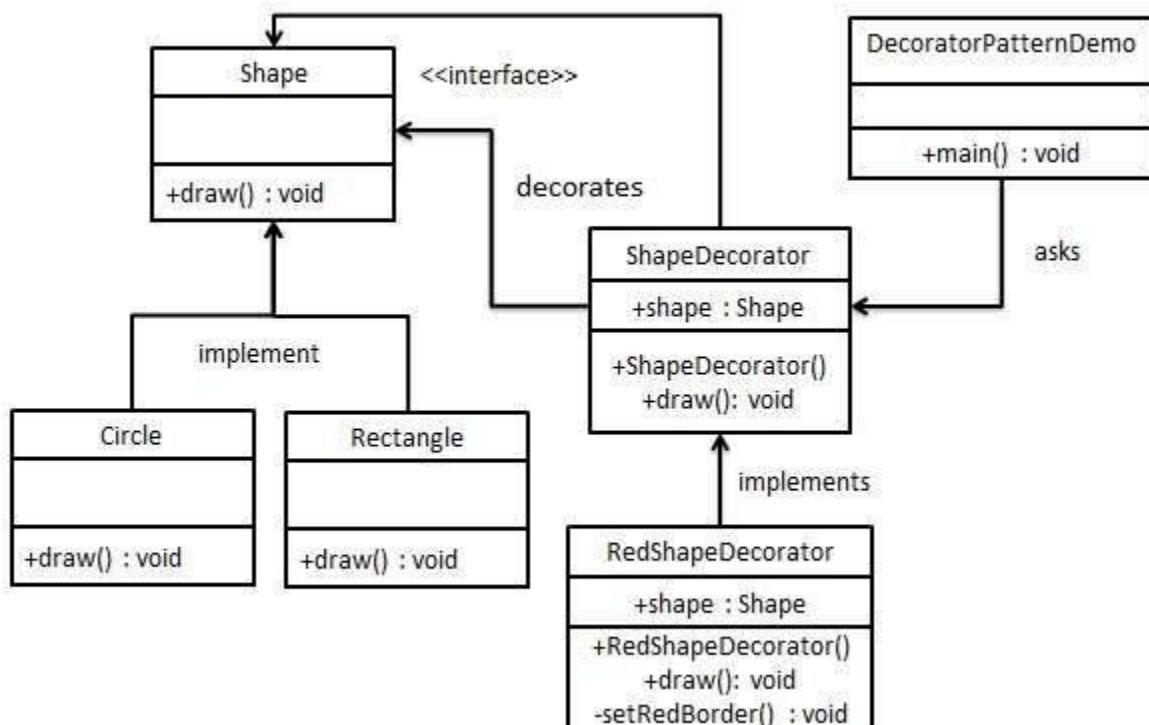 Shape
+draw() : void
<<interface>>
DecoratorPatternDemo
+main() : void
decorates
asks
ShapeDecorator
+shape : Shape
+ShapeDecorator()
+draw(): void
implement
Circle
+draw() : void
Rectangle
+draw() : void
implements
RedShapeDecorator
+shape : Shape
+RedShapeDecorator()
+draw(): void
-setRedBorder() : void